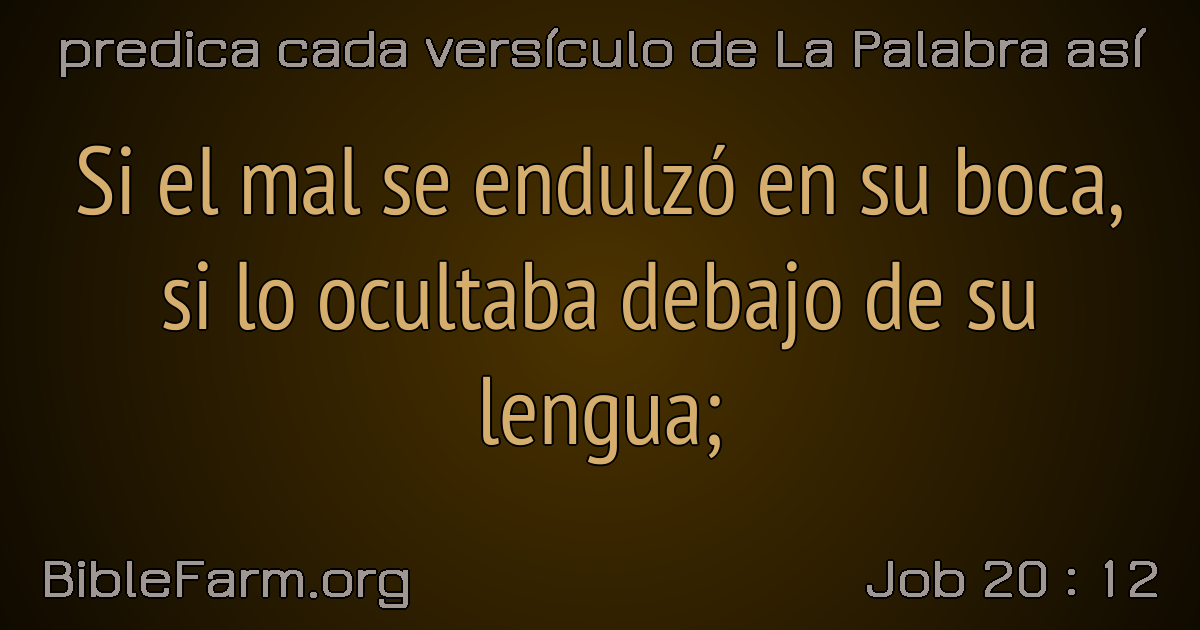 predica cada versículo de La Palabra así
Si el mal se endulzó en su boca,
si lo ocultaba debajo de su
lengua;
BibleFarm.org
Job 20 : 12